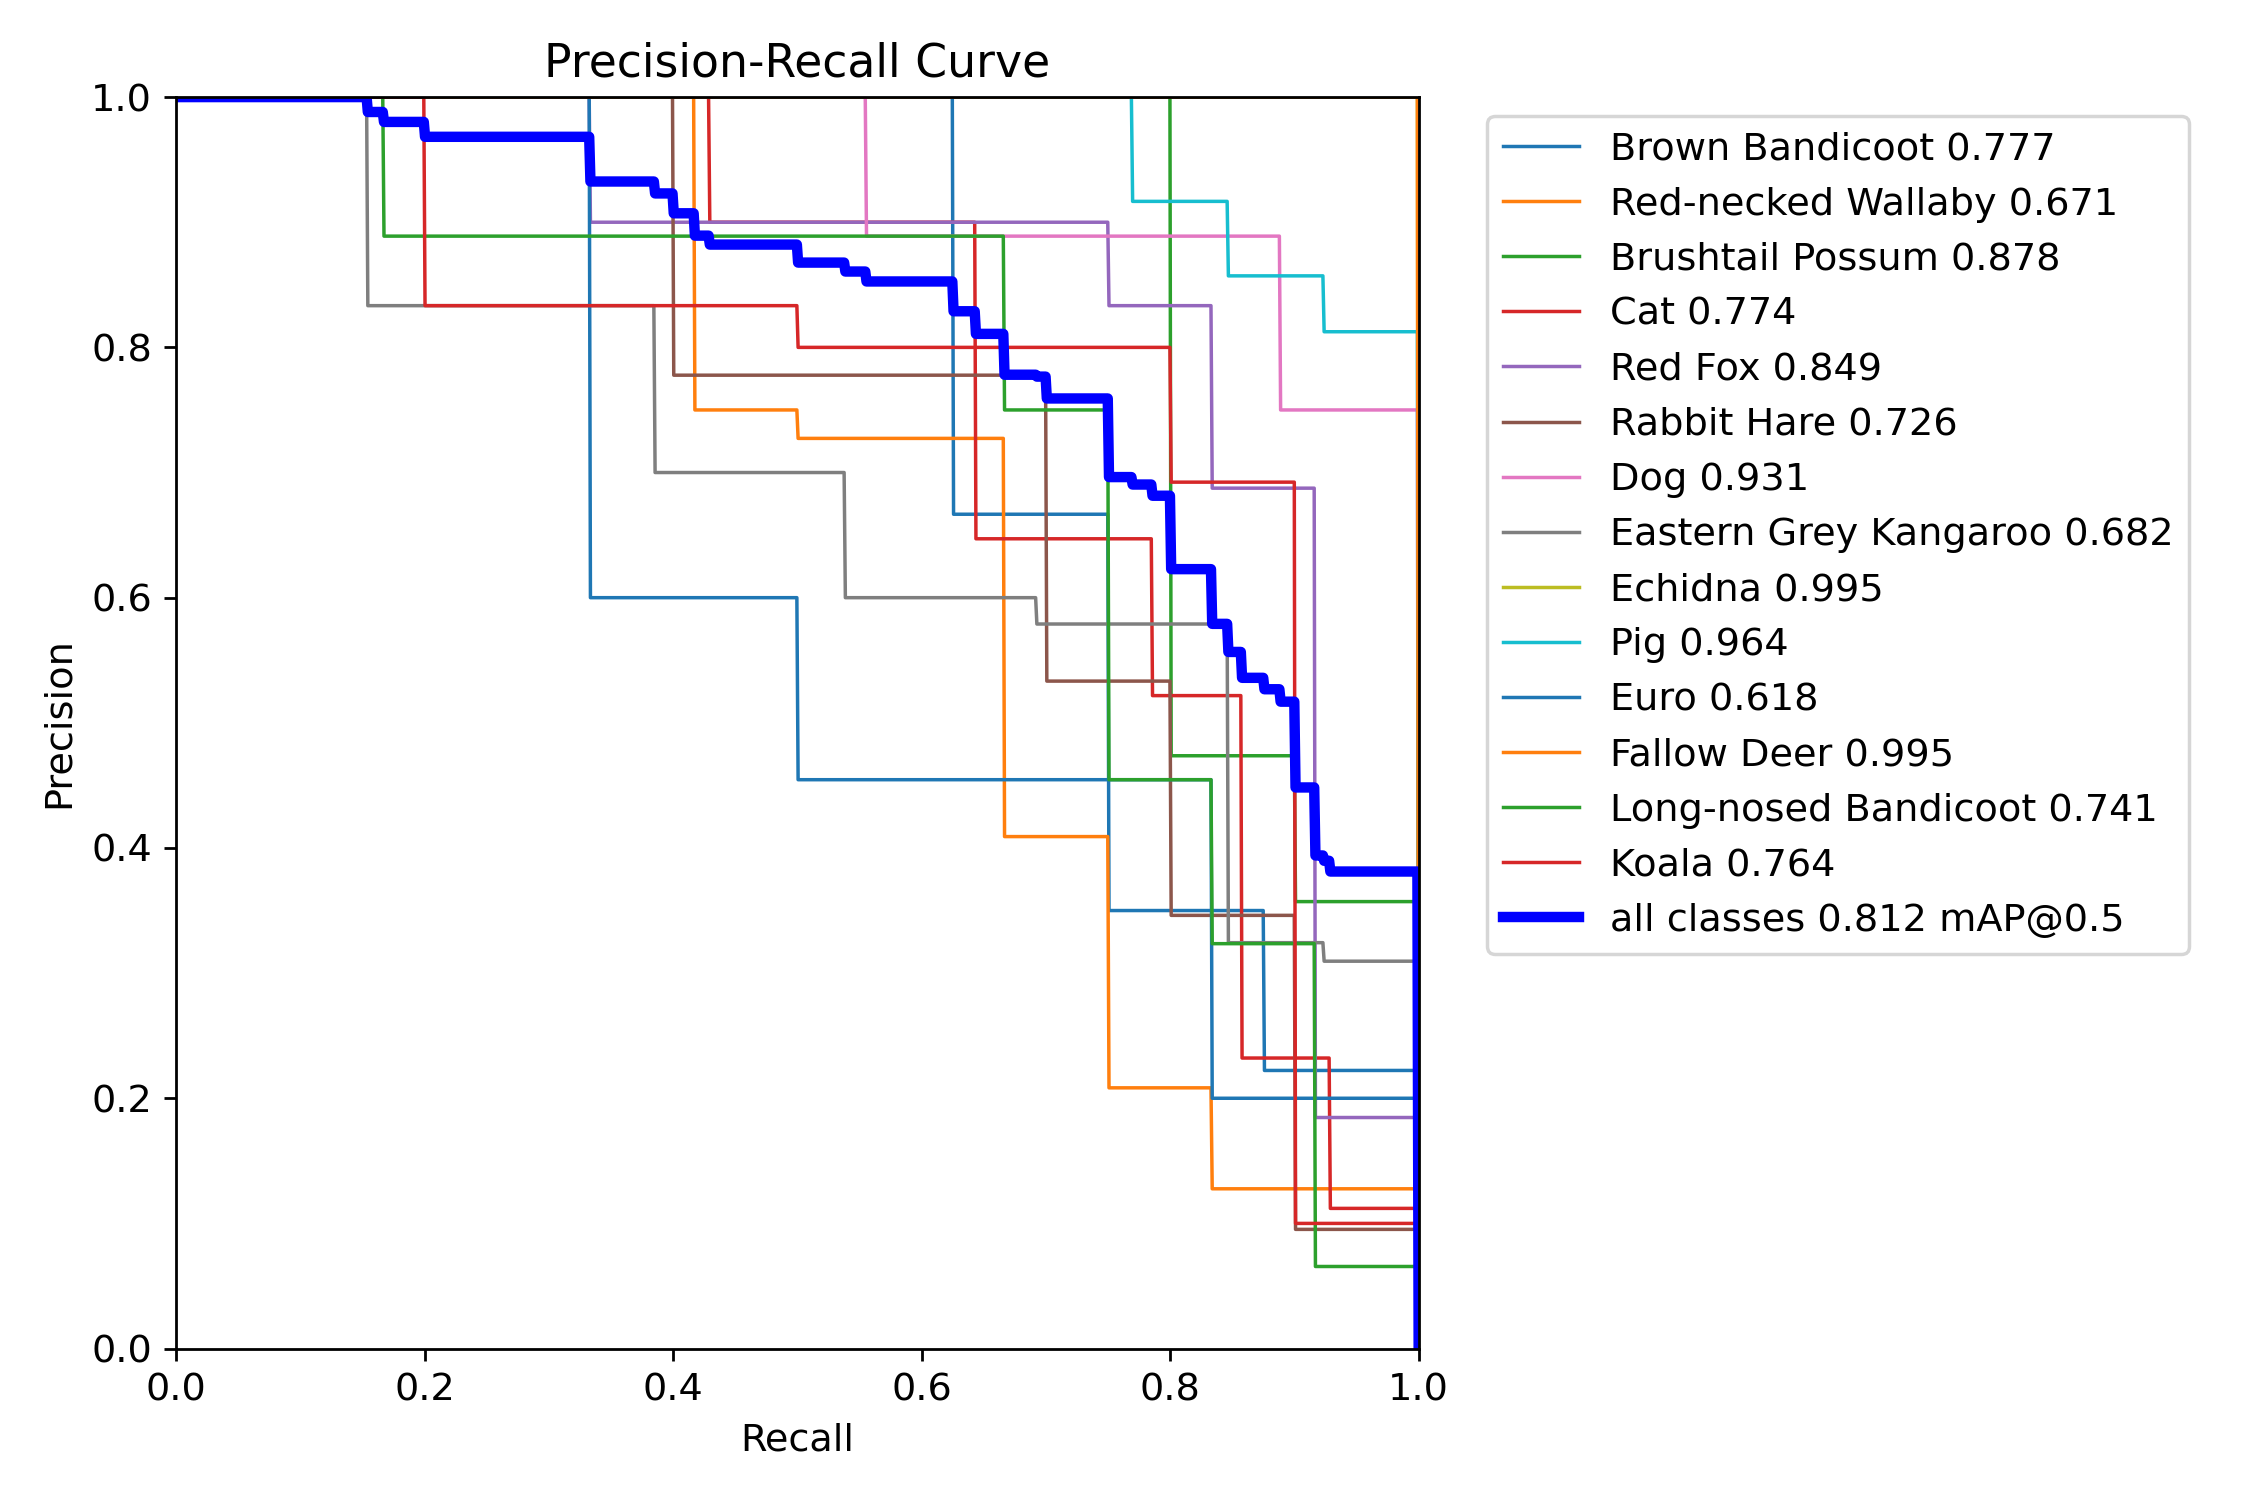 Precision-Recall Curve
1.0
0.8
0.6
0.4
0.2
0.0
Precision
0.0 0.2 0.4 0.6 0.8 1.0
Recall
Brown Bandicoot 0.777
Red-necked Wallaby 0.671
Brushtail Possum 0.878
Cat 0.774
Red Fox 0.849
Rabbit Hare 0.726
Dog 0.931
Eastern Grey Kangaroo 0.682
Echidna 0.995
Pig 0.964
Euro 0.618
Fallow Deer 0.995
Long-nosed Bandicoot 0.741
Koala 0.764
all classes 0.812 mAP@0.5